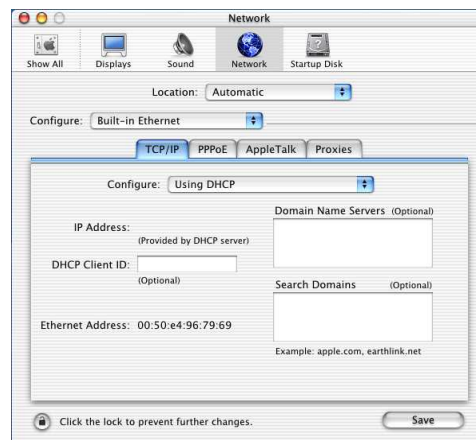 Network
Show All Displays Sound Network Startup Disk
Location: Automatic
Configure: Built-in Ethernet
TCP/IP PPPoE AppleTalk Proxies
Configure: Using DHCP
Domain Name Servers (Optional)
IP Address:
(Provided by DHCP server)
DHCP Client ID:
(Optional)
Search Domains (Optional)
Ethernet Address: 00:50:e4:96:79:69
Example: apple.com, earthlink.net
Click the lock to prevent further changes.
Save